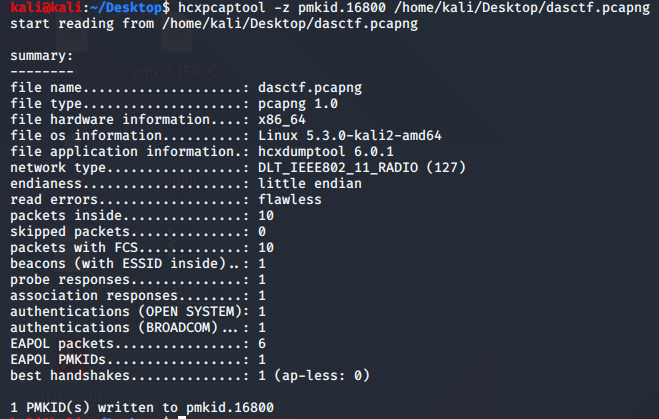 kali@kali:~/Desktop$ hcxpcaptool -z pmkid.16800 /home/kali/Desktop/dasctf.pcapng
start reading from /home/kali/Desktop/dasctf.pcapng
summary:
--------
file name....................: dasctf.pcapng
file type....................: pcapng 1.0
file hardware information....: x86_64
file os information..........: Linux 5.3.0-kali2-amd64
file application information.: hcxdumptool 6.0.1
network type.................: DLT_IEEE802_11_RADIO (127)
endianess....................: little endian
read errors..................: flawless
packets inside...............: 10
skipped packets..............: 0
packets with FCS.............: 10
beacons (with ESSID inside)..: 1
probe responses..............: 1
association responses........: 1
authentications (OPEN SYSTEM): 1
authentications (BROADCOM)...: 1
EAPOL packets................: 6
EAPOL PMKIDs.................: 1
best handshakes..............: 1 (ap-less: 0)
1 PMKID(s) written to pmkid.16800